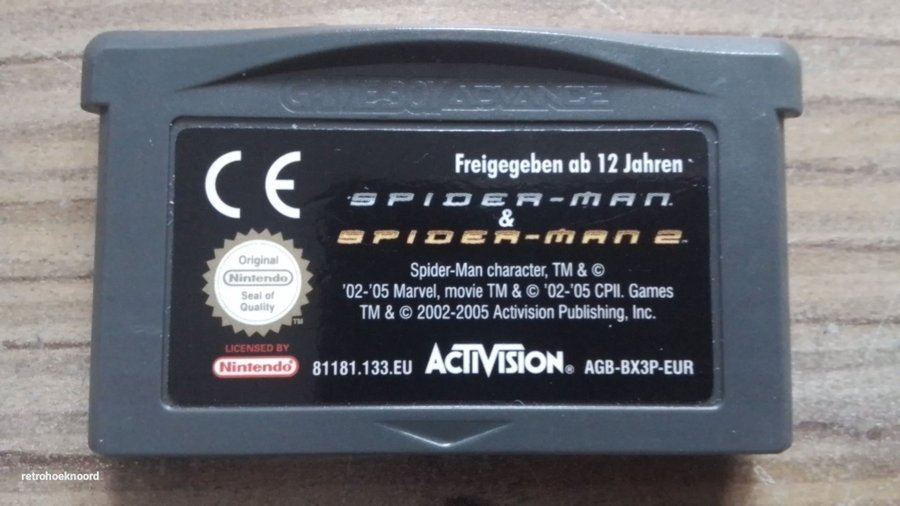 GAME BOY ADVANCE
CE
Freigegeben ab 12 Jahren
SPIDER-MAN
&
SPIDER-MAN 2™
Spider-Man character, TM & ©
'02-'05 Marvel, movie TM & © '02-'05 CPII. Games
TM & © 2002-2005 Activision Publishing, Inc.
Original
Nintendo
Seal of
Quality
TM
LICENSED BY
Nintendo®
81181.133.EU ACTIVISION® AGB-BX3P-EUR
retrohoeknoord